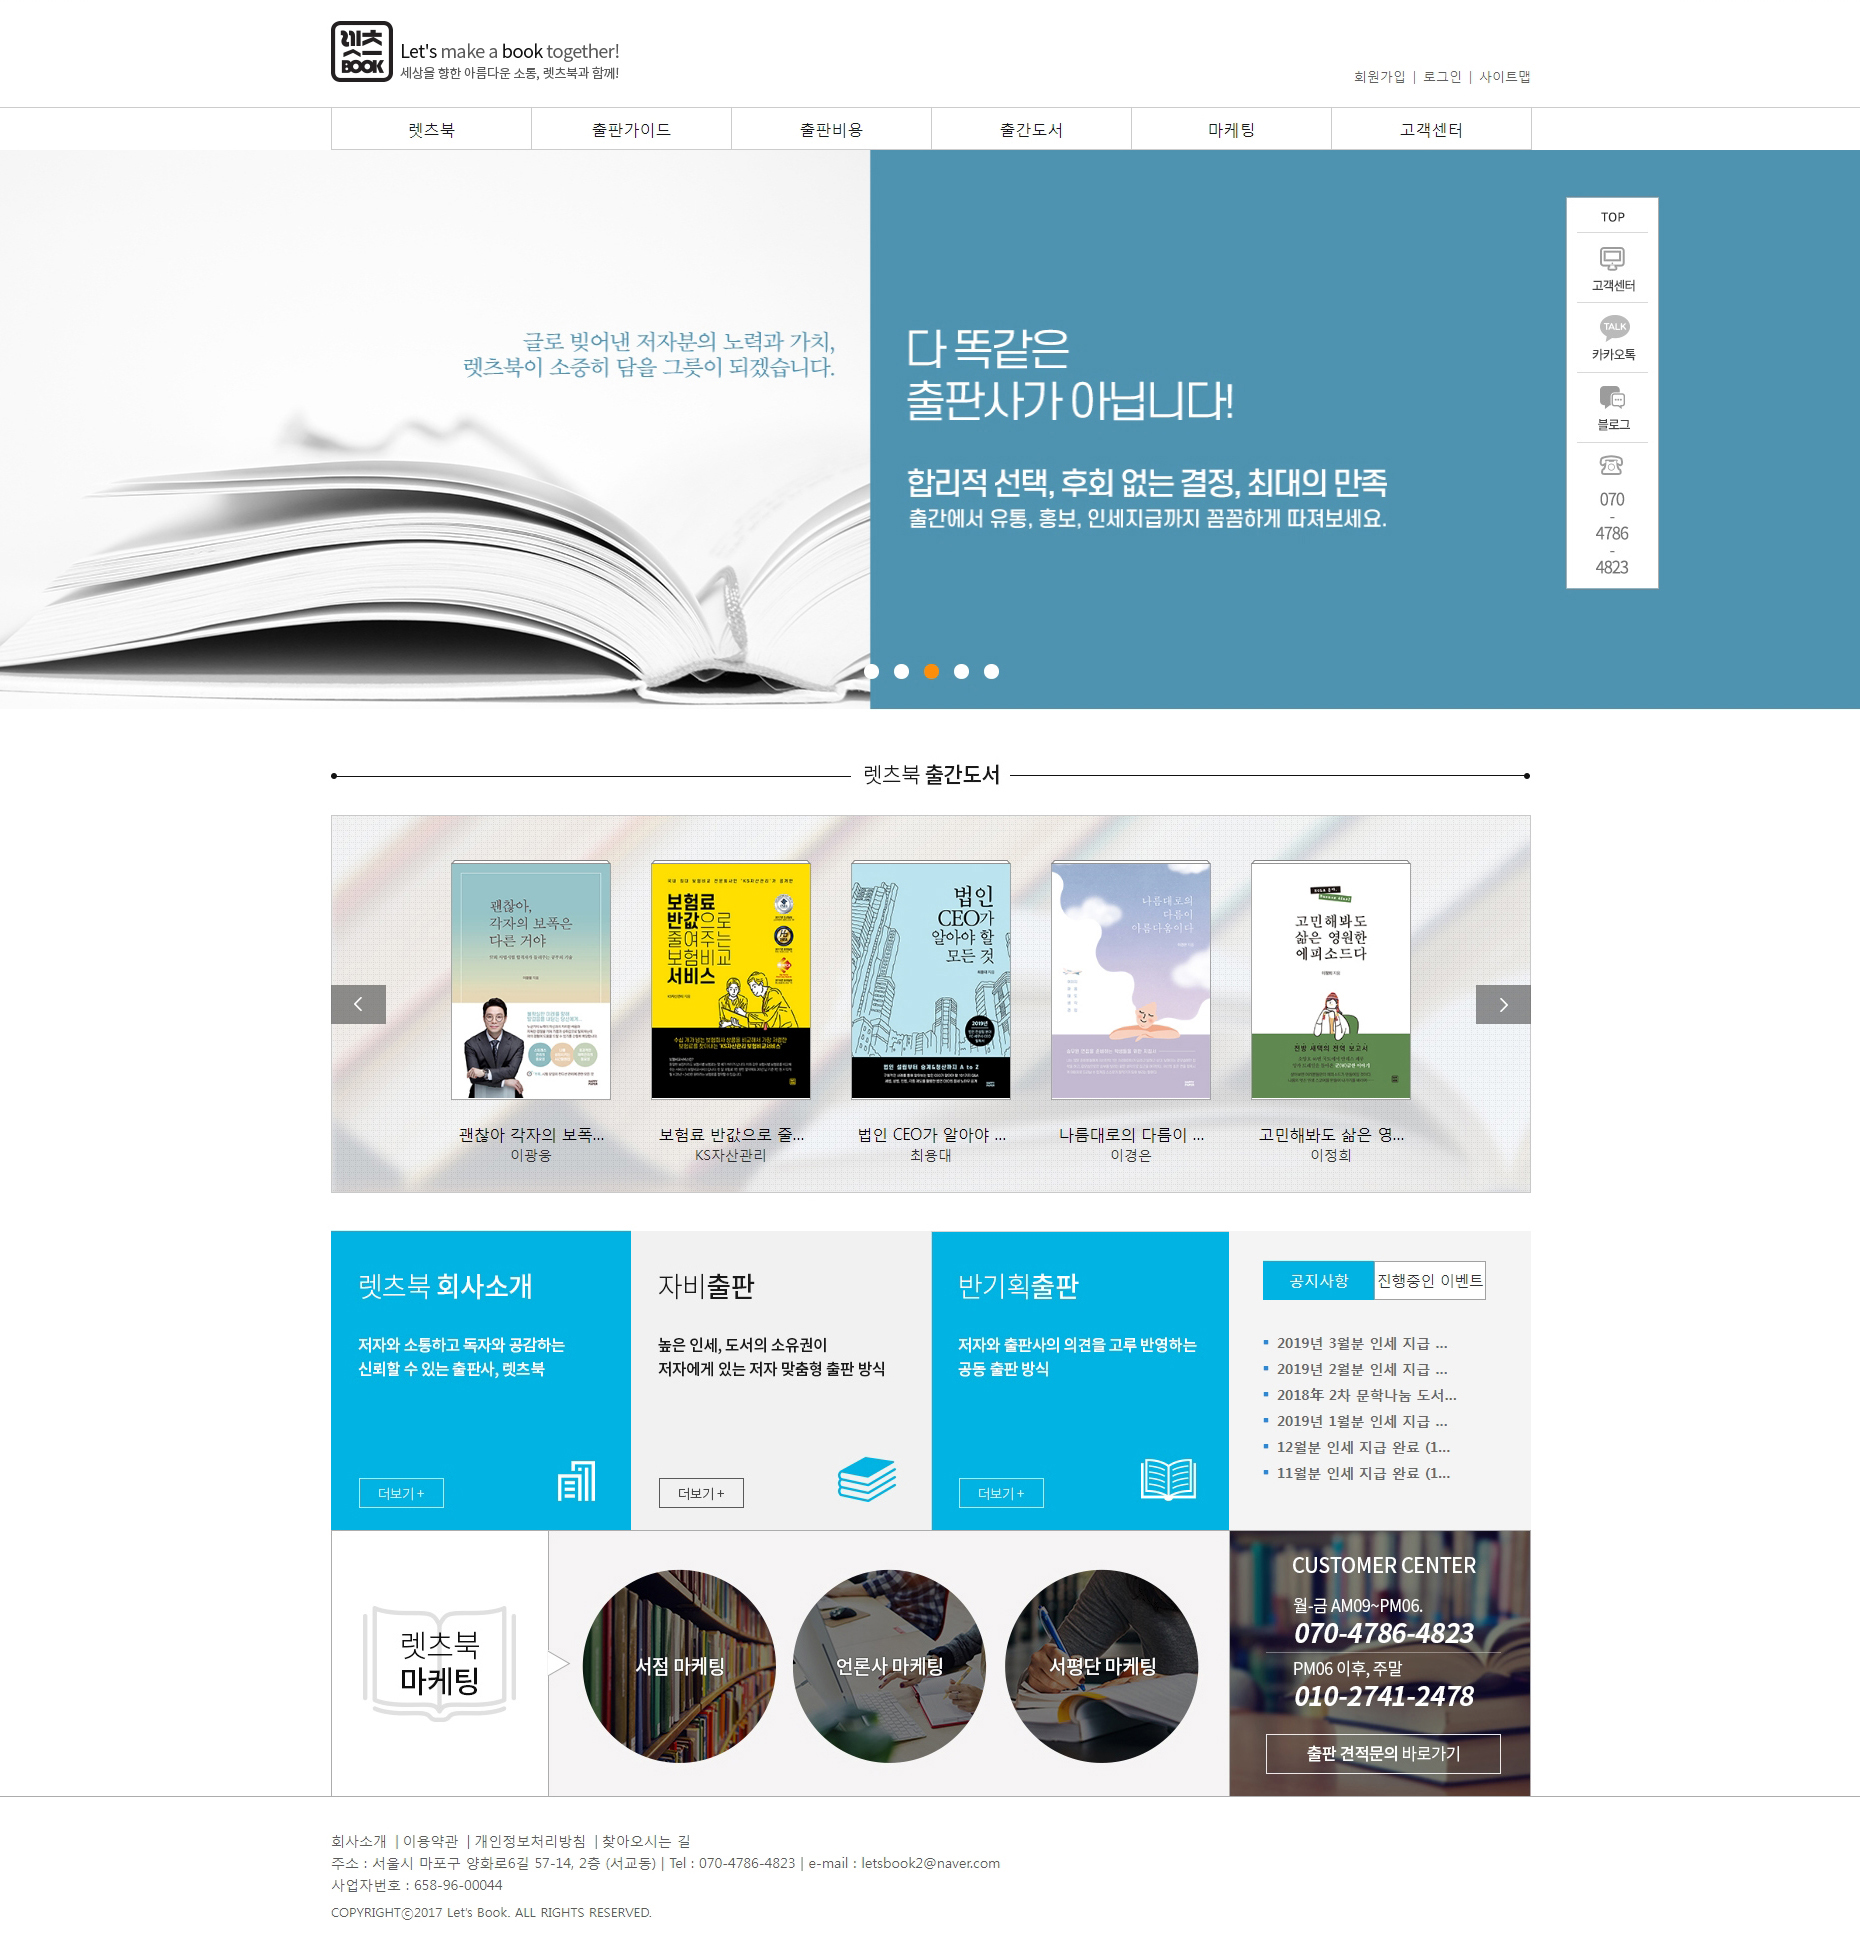 렛츠
BOOK
Let's make a book together!
세상을 향한 아름다운 소통, 렛츠북과 함께!
회원가입 | 로그인 | 사이트맵
렛츠북
출판가이드
출판비용
출간도서
마케팅
고객센터
글로 빚어낸 저자분의 노력과 가치,
렛츠북이 소중히 담을 그릇이 되겠습니다.
다 똑같은
출판사가 아닙니다!
합리적 선택, 후회 없는 결정, 최대의 만족
출간에서 유통, 홍보, 인세지급까지 꼼꼼하게 따져보세요.
TOP
고객센터
TALK
카카오톡
블로그
070
-
4786
-
4823
렛츠북 출간도서
괜찮아,
각자의 보폭은
다른 거야
보험료
반값으로
줄여주는
보험비교
서비스
법인
CEO가
알아야 할
모든 것
법인 설립부터 승계&청산까지 A to Z
나름대로의
다름이
아름다움이다
고민해봐도
삶은 영원한
에피소드다
전방 세택의 전역 보고서
괜찮아 각자의 보폭...
이광웅
보험료 반값으로 줄...
KS자산관리
법인 CEO가 알아야 ...
최용대
나름대로의 다름이 ...
이경은
고민해봐도 삶은 영...
이정희
렛츠북 회사소개
저자와 소통하고 독자와 공감하는
신뢰할 수 있는 출판사, 렛츠북
더보기 +
자비출판
높은 인세, 도서의 소유권이
저자에게 있는 저자 맞춤형 출판 방식
더보기 +
반기획출판
저자와 출판사의 의견을 고루 반영하는
공동 출판 방식
더보기 +
공지사항
진행중인 이벤트
2019년 3월분 인세 지급 ...
2019년 2월분 인세 지급 ...
2018年 2차 문학나눔 도서...
2019년 1월분 인세 지급 ...
12월분 인세 지급 완료 (1...
11월분 인세 지급 완료 (1...
렛츠북
마케팅
서점 마케팅
언론사 마케팅
서평단 마케팅
CUSTOMER CENTER
월-금 AM09~PM06.
070-4786-4823
PM06 이후, 주말
010-2741-2478
출판 견적문의 바로가기
회사소개 | 이용약관 | 개인정보처리방침 | 찾아오시는 길
주소 : 서울시 마포구 양화로6길 57-14, 2층 (서교동) | Tel : 070-4786-4823 | e-mail : letsbook2@naver.com
사업자번호 : 658-96-00044
COPYRIGHTⓒ2017 Let's Book. ALL RIGHTS RESERVED.